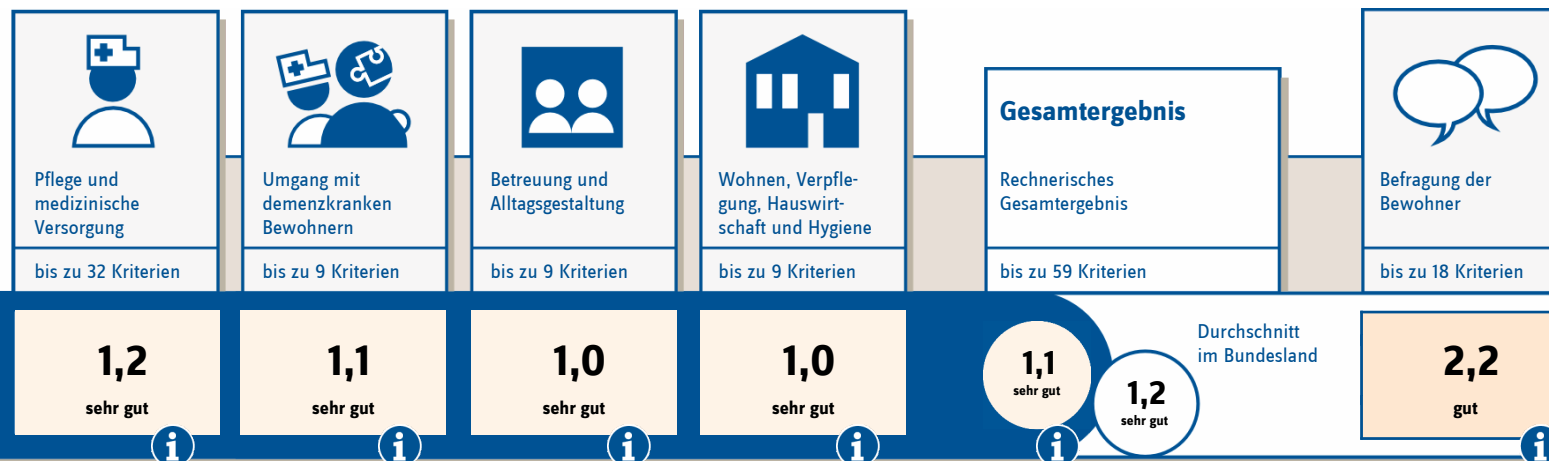 Pflege und
medizinische
Versorgung
bis zu 32 Kriterien
1,2
sehr gut
i
Umgang mit
demenzkranken
Bewohnern
bis zu 9 Kriterien
1,1
sehr gut
i
Betreuung und
Alltagsgestaltung
bis zu 9 Kriterien
1,0
sehr gut
i
Wohnen, Verpfle-
gung, Hauswirt-
schaft und Hygiene
bis zu 9 Kriterien
1,0
sehr gut
i
Gesamtergebnis
Rechnerisches
Gesamtergebnis
bis zu 59 Kriterien
1,1
sehr gut
i
Durchschnitt
im Bundesland
1,2
sehr gut
Befragung der
Bewohner
bis zu 18 Kriterien
2,2
gut
i